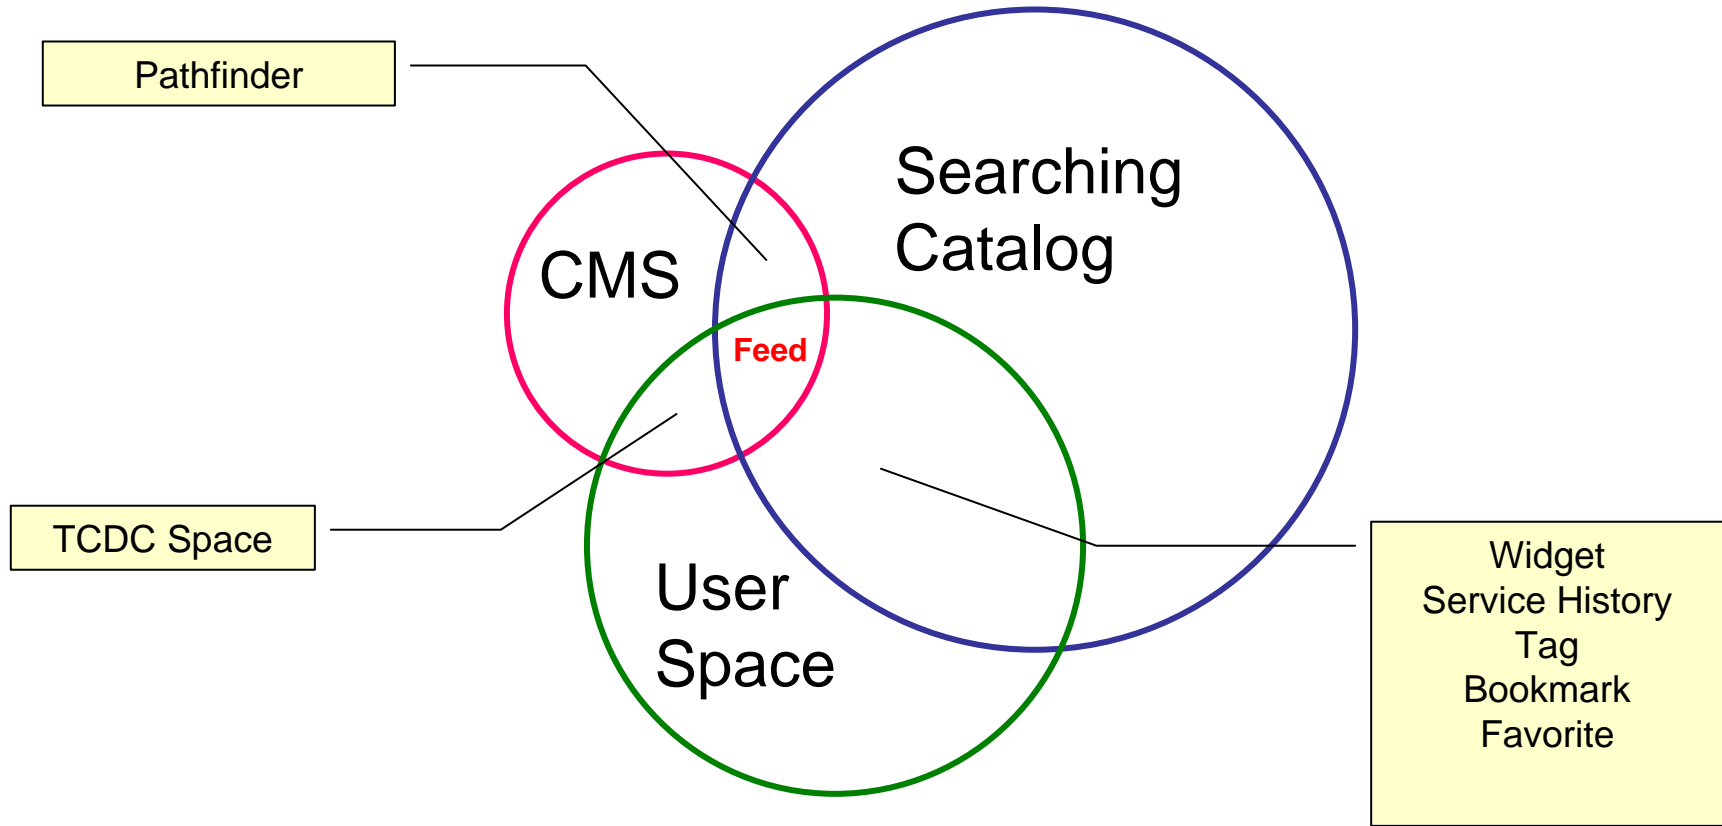 Pathfinder
Searching
Catalog
CMS
Feed
TCDC Space
User
Space
Widget
Service History
Tag
Bookmark
Favorite